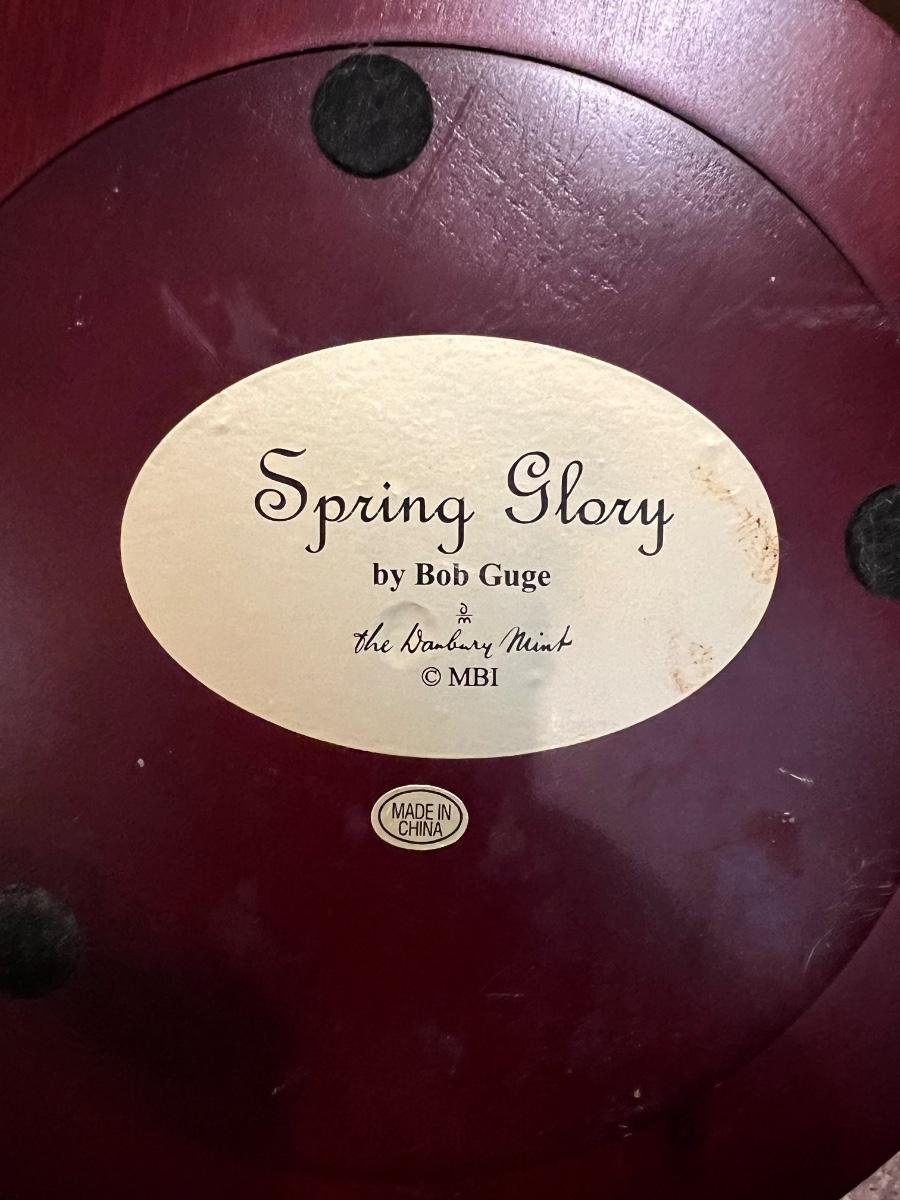 Spring Glory
by Bob Guge
d
m
the Danbury Mint
© MBI
MADE IN
CHINA